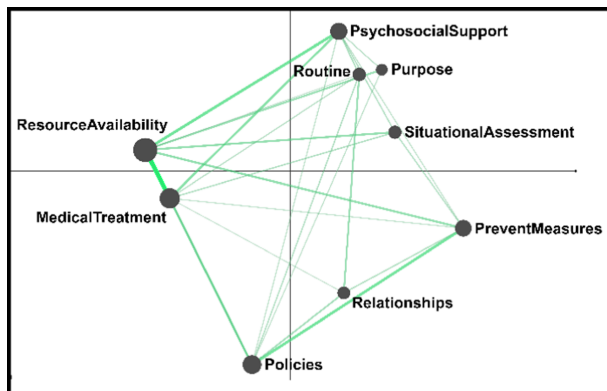 PsychosocialSupport
Routine
Purpose
ResourceAvailability
SituationalAssessment
MedicalTreatment
PreventMeasures
Relationships
Policies